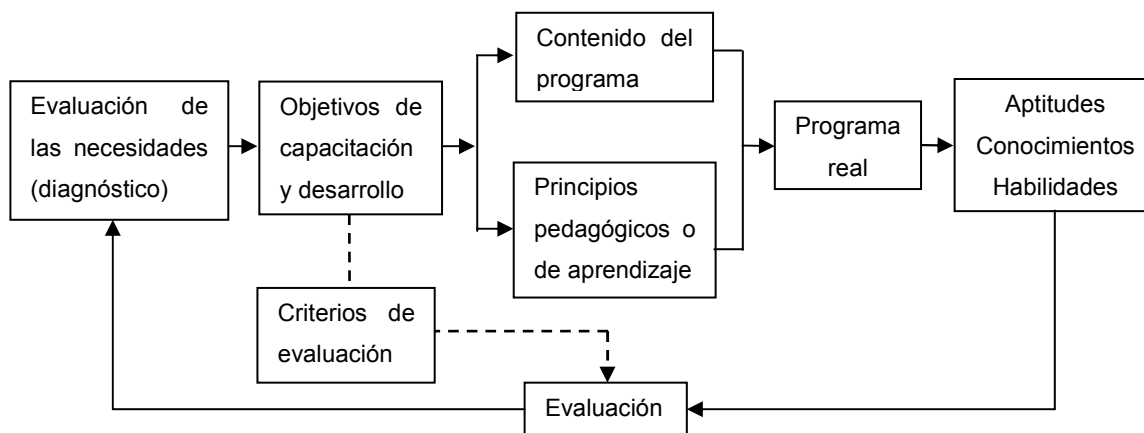 Evaluación de
las necesidades
(diagnóstico)
Objetivos de
capacitación
y desarrollo
Contenido del
programa
Principios
pedagógicos o
de aprendizaje
Programa
real
Aptitudes
Conocimientos
Habilidades
Criterios de
evaluación
Evaluación